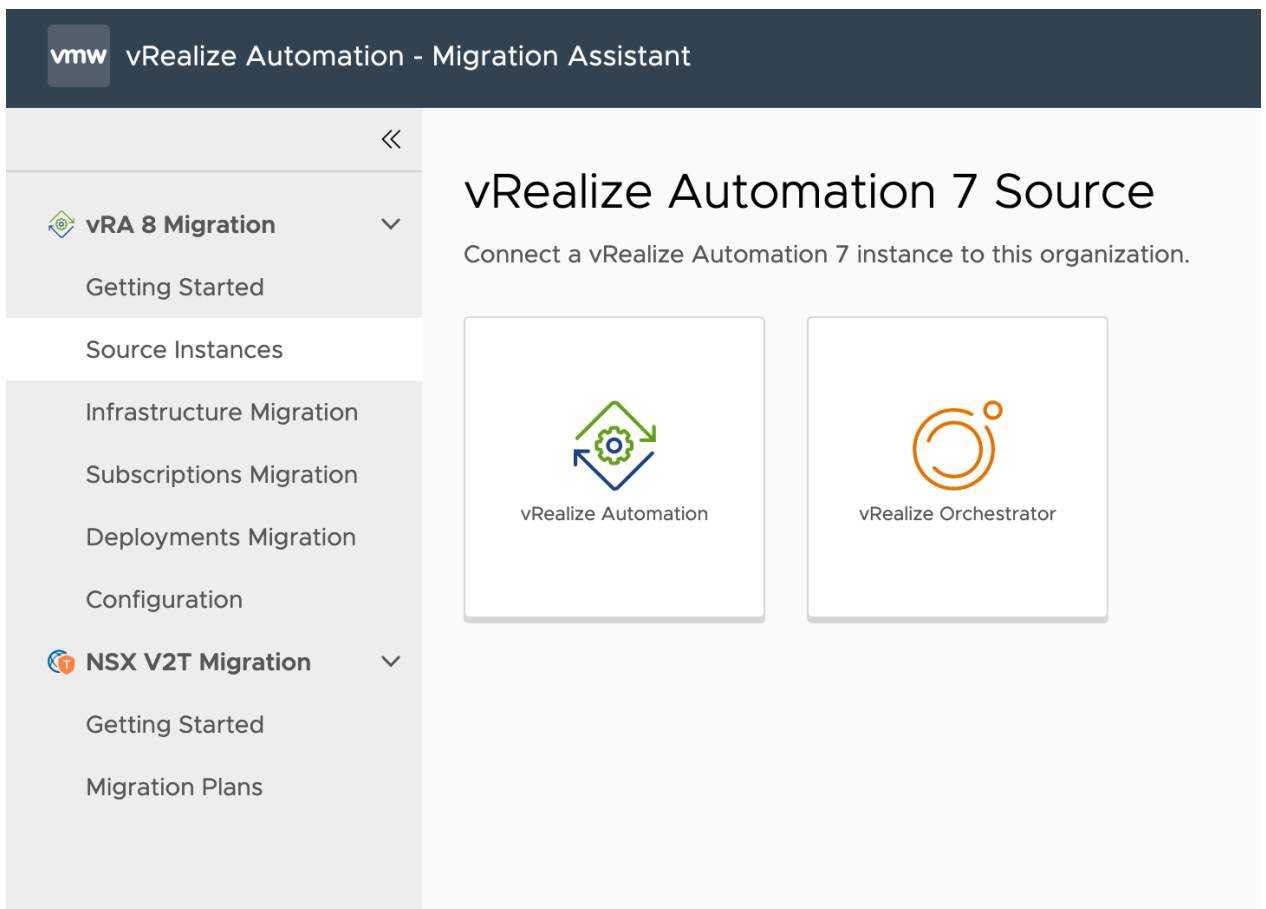 vmw vRealize Automation - Migration Assistant
vRA 8 Migration
Getting Started
Source Instances
Infrastructure Migration
Subscriptions Migration
Deployments Migration
Configuration
NSX V2T Migration
Getting Started
Migration Plans
vRealize Automation 7 Source
Connect a vRealize Automation 7 instance to this organization.
vRealize Automation
vRealize Orchestrator
T